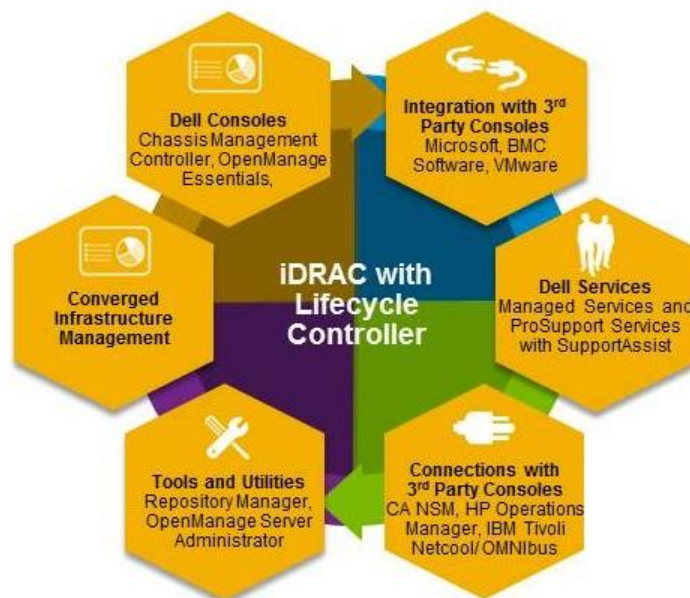 Dell Consoles
Chassis Management
Controller, OpenManage
Essentials,
Integration with 3rd
Party Consoles
Microsoft, BMC
Software, VMware
Converged
Infrastructure
Management
iDRAC with
Lifecycle
Controller
Dell Services
Managed Services and
ProSupport Services
with SupportAssist
Tools and Utilities
Repository Manager,
OpenManage Server
Administrator
Connections with
3rd Party Consoles
CA NSM, HP Operations
Manager, IBM Tivoli
Netcool/OMNIbus